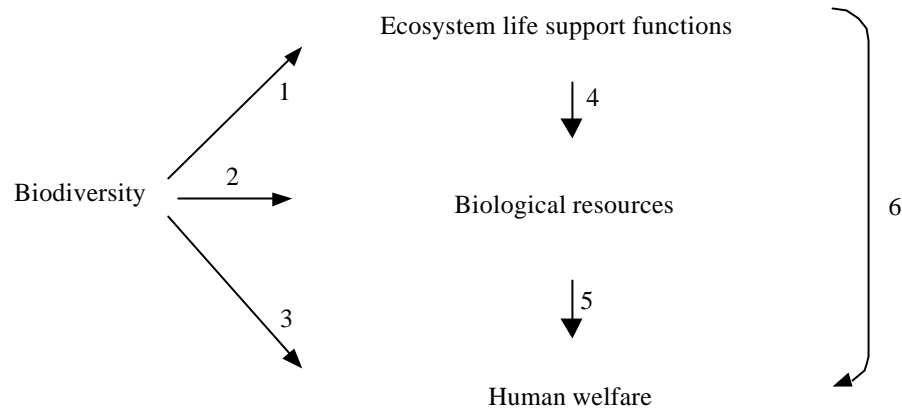 Ecosystem life support functions
1
4
Biodiversity
2
Biological resources
6
3
5
Human welfare